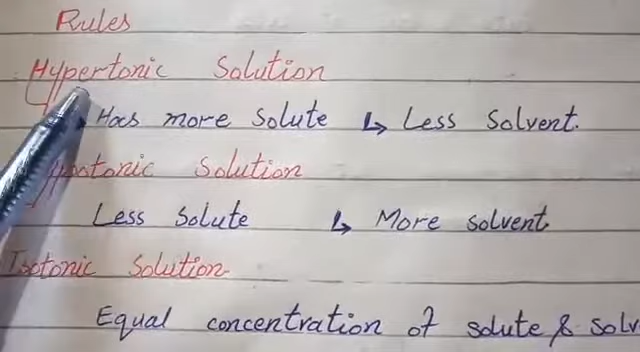 Rules
Hypertonic Solution
Has more solute ↳ Less Solvent.
Solution
Less Solute ↳ More solvent
Isotonic Solution
Equal concentration of solute &